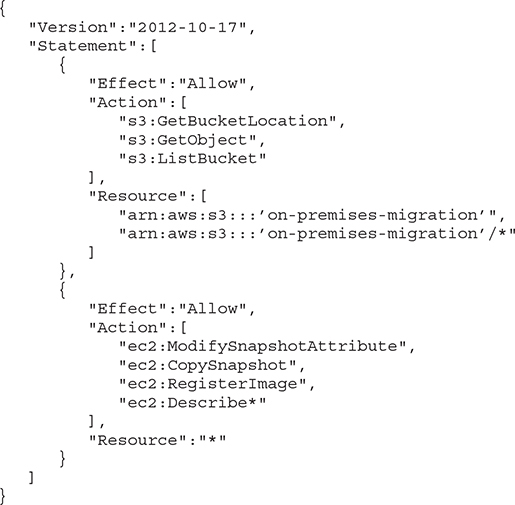 {
   "Version":"2012-10-17",
   "Statement":[
      {
         "Effect":"Allow",
         "Action":[
            "s3:GetBucketLocation",
            "s3:GetObject",
            "s3:ListBucket"
         ],
         "Resource":[
            "arn:aws:s3:::’on-premises-migration’",
            "arn:aws:s3:::’on-premises-migration’/*"
         ]
      },
      {
         "Effect":"Allow",
         "Action":[
            "ec2:ModifySnapshotAttribute",
            "ec2:CopySnapshot",
            "ec2:RegisterImage",
            "ec2:Describe*"
         ],
         "Resource":"*"
      }
   ]
}